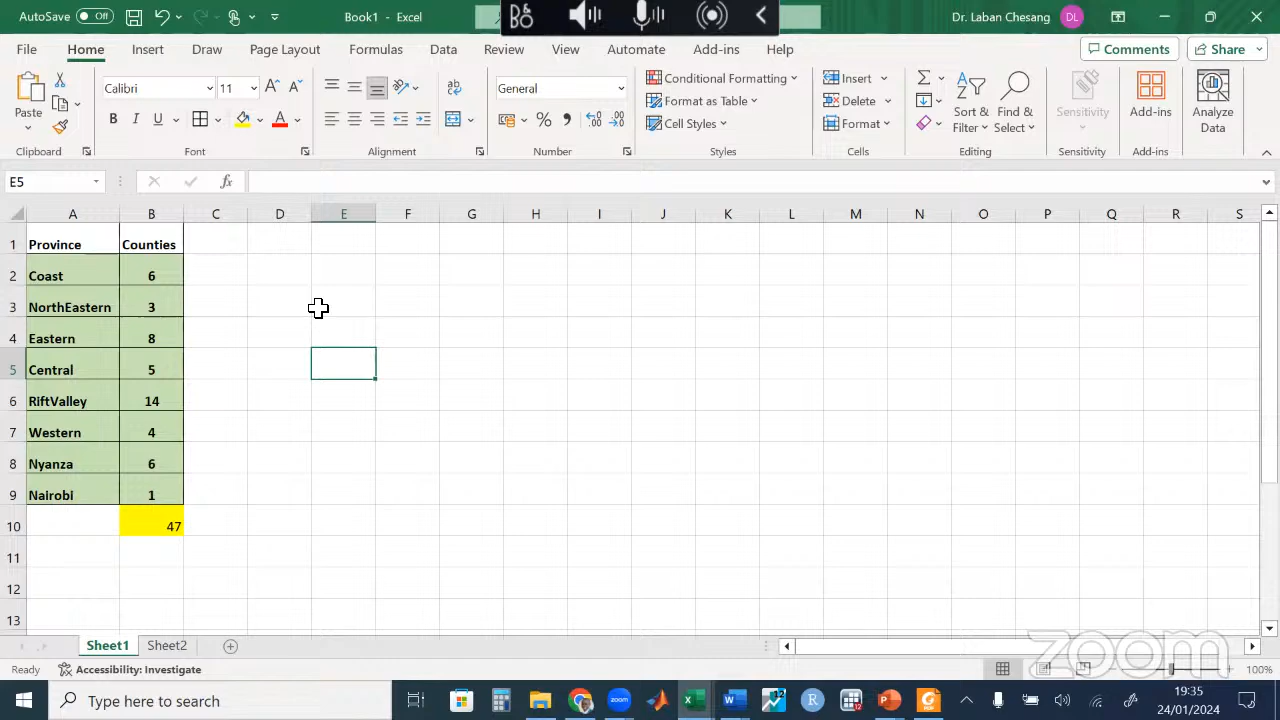 AutoSave Off
Book1 - Excel
BO
Dr. Laban Chesang DL
File Home Insert Draw Page Layout Formulas Data Review View Automate Add-ins Help
Comments Share
Paste
Calibri 11
A A
B I U A
ab
General
% 9
Conditional Formatting
Format as Table
Cell Styles
Insert
Delete
Format
Sort & Filter
Find & Select
Sensitivity
Add-ins
Analyze Data
Clipboard Font Alignment Number Styles Cells Editing Sensitivity Add-ins
E5 fx
A B C D E F G H I J K L M N O P Q R S
1 Province Counties
2 Coast 6
3 NorthEastern 3
4 Eastern 8
5 Central 5
6 RiftValley 14
7 Western 4
8 Nyanza 6
9 Nairobi 1
10 47
11
12
13
Sheet1 Sheet2
zoom
Ready Accessibility: Investigate 100%
Type here to search
zoom
19:35
24/01/2024